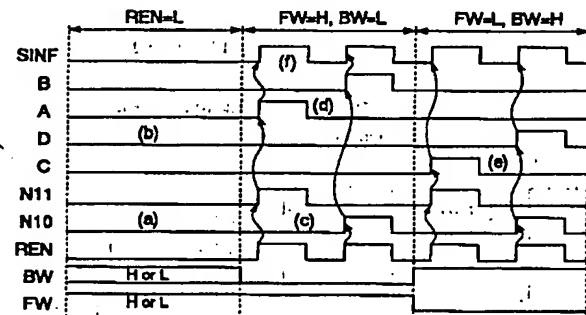 REN=L FW=H, BW=L FW=L, BW=H
SINF (f)
B
A (d)
D (b)
C (e)
N11
N10 (a) (c)
REN
BW H or L
FW H or L